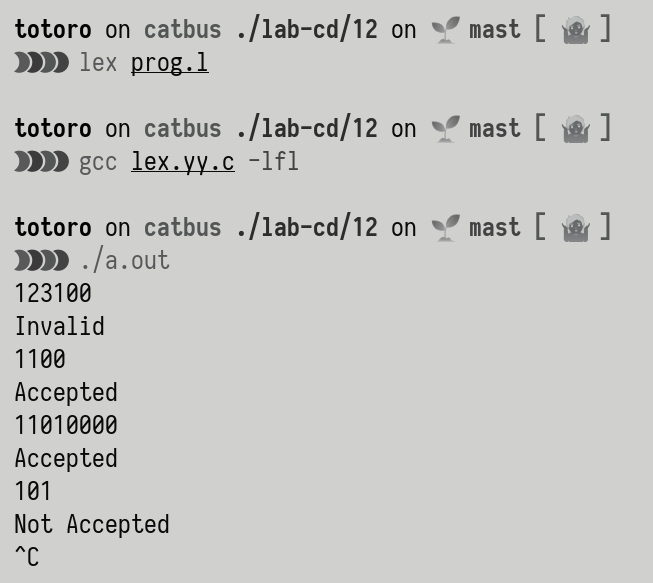 totoro on catbus ./lab-cd/12 on 🌱 mast [ 🤷 ]
lex prog.l
totoro on catbus ./lab-cd/12 on 🌱 mast [ 🤷 ]
gcc lex.yy.c -lfl
totoro on catbus ./lab-cd/12 on 🌱 mast [ 🤷 ]
./a.out
123100
Invalid
1100
Accepted
11010000
Accepted
101
Not Accepted
^C